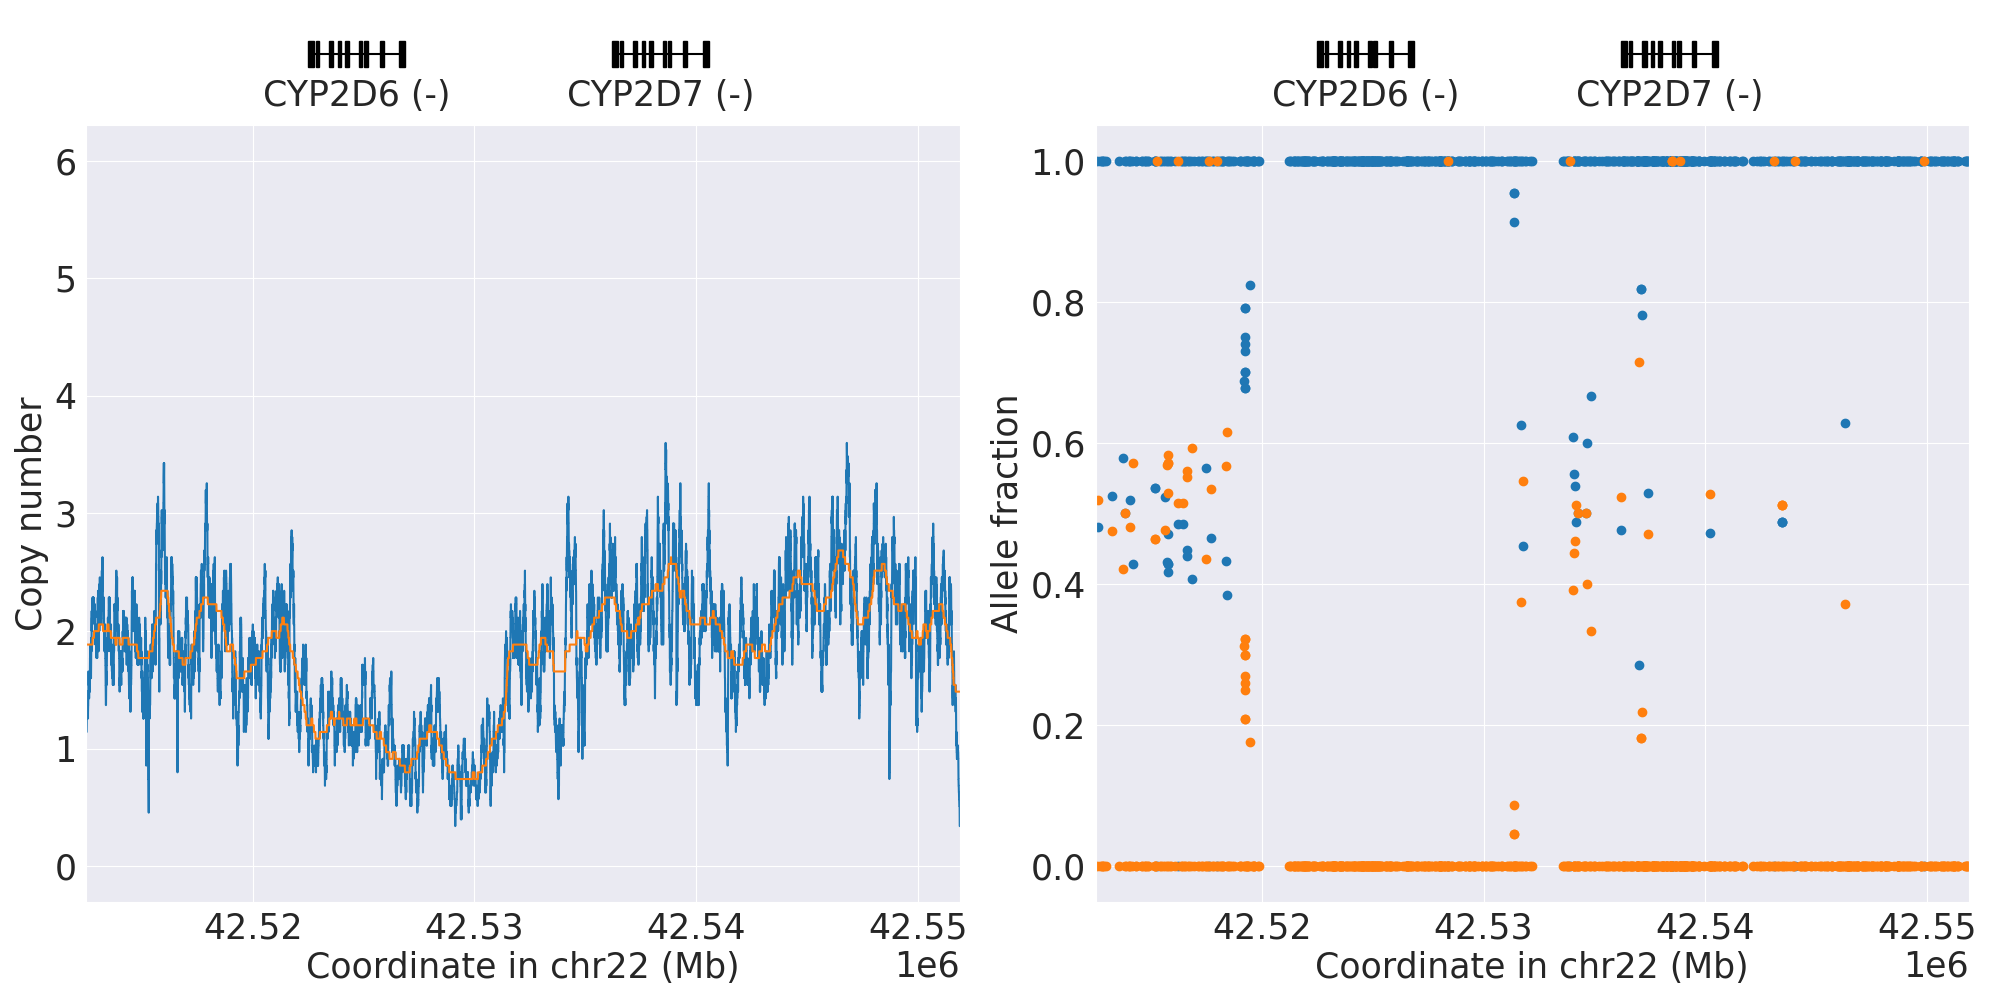 CYP2D6 (-)
CYP2D7 (-)
6
5
4
3
2
1
0
Copy number
42.52
42.53
42.54
42.55
Coordinate in chr22 (Mb)
1e6
CYP2D6 (-)
CYP2D7 (-)
1.0
0.8
0.6
0.4
0.2
0.0
Allele fraction
42.52
42.53
42.54
42.55
Coordinate in chr22 (Mb)
1e6